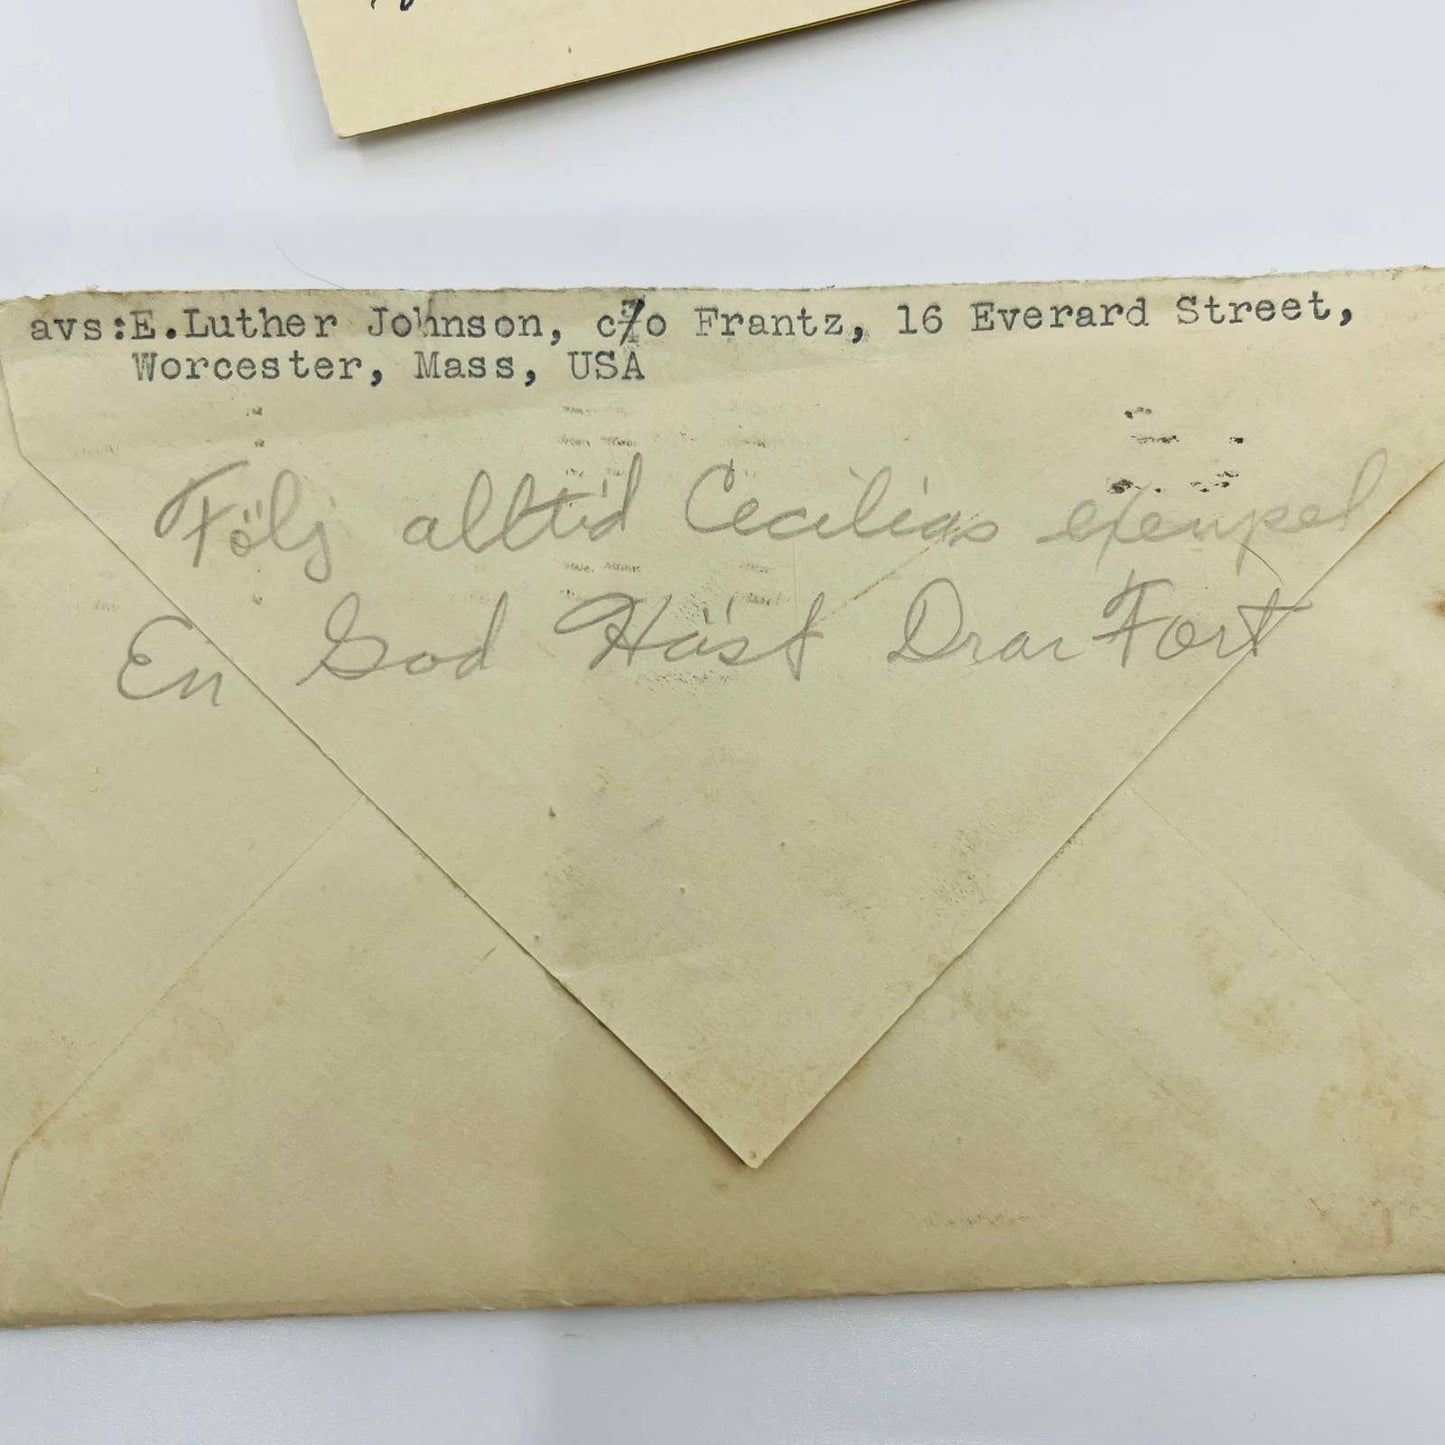 avs:E.Luther Johnson, c/o Frantz, 16 Everard Street,
Worcester, Mass, USA
Följ alltid Cecilias exempel
En God Häst Drar Fort